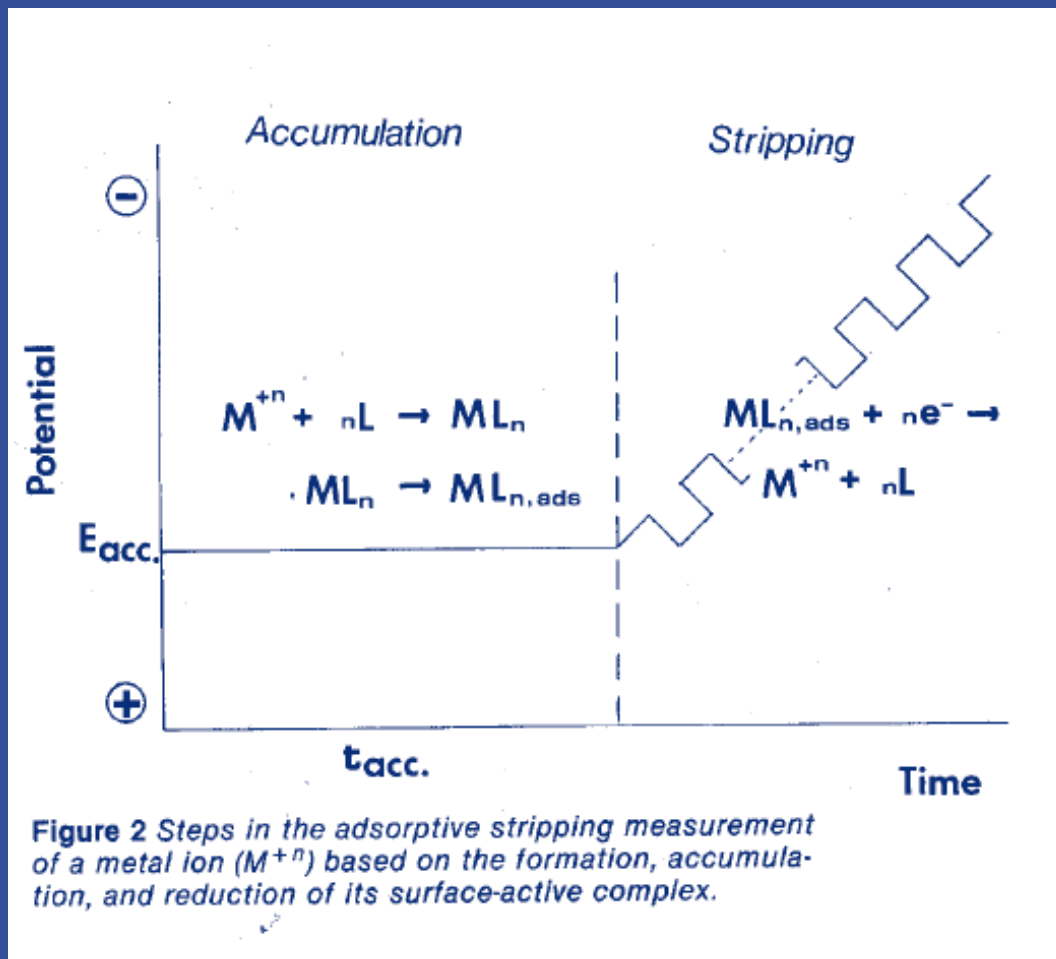 Accumulation
Stripping
⊖
Potential
M⁺ⁿ + ₙL → MLₙ
MLₙ → MLₙ,ads
MLₙ,ads + ₙe⁻ →
M⁺ⁿ + ₙL
Eacc.
⊕
tacc.
Time
Figure 2 Steps in the adsorptive stripping measurement
of a metal ion (M⁺ⁿ) based on the formation, accumula-
tion, and reduction of its surface-active complex.